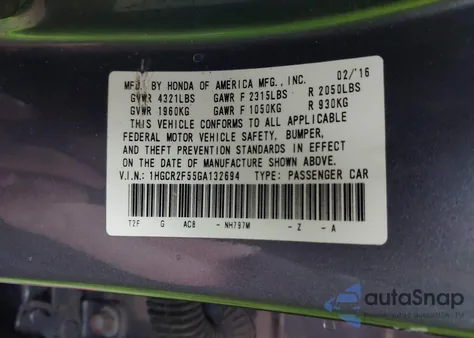 MFD. BY HONDA OF AMERICA MFG., INC. 02/'16
GVWR 4321LBS GAWR F 2315LBS R 2050LBS
GVWR 1960KG GAWR F 1050KG R 930KG
THIS VEHICLE CONFORMS TO ALL APPLICABLE
FEDERAL MOTOR VEHICLE SAFETY, BUMPER,
AND THEFT PREVENTION STANDARDS IN EFFECT
ON THE DATE OF MANUFACTURE SHOWN ABOVE.
V.I.N.: 1HGCR2F55GA132694 TYPE: PASSENGER CAR
T2F G AC8 - NH797M - Z - A
autoSnap